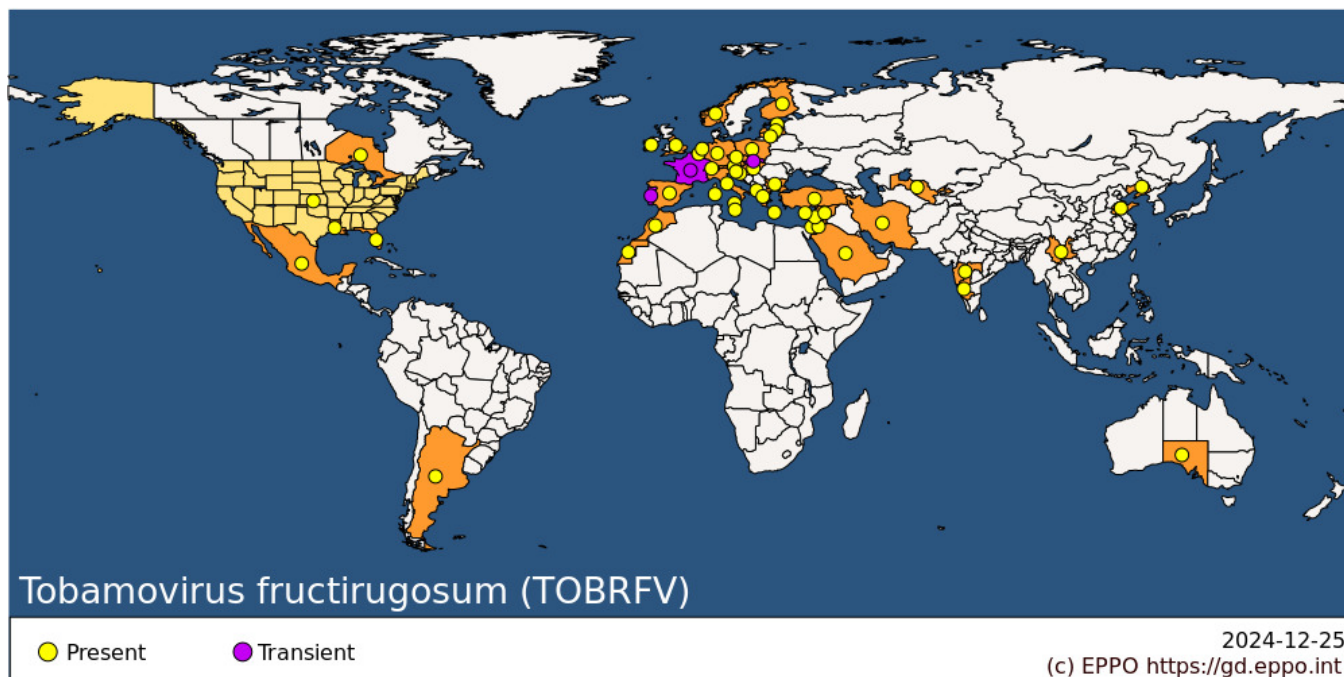 Tobamovirus fructirugosum (TOBRFV)
Present
Transient
2024-12-25
(c) EPPO https://gd.eppo.int